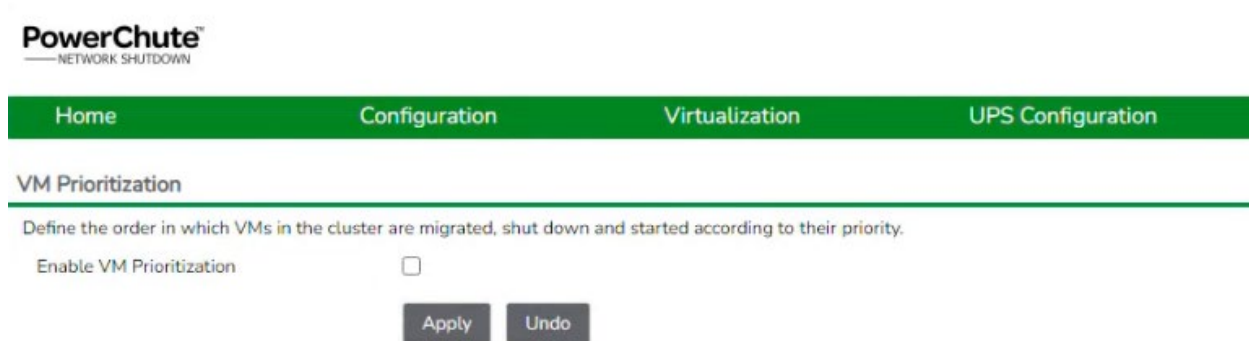 PowerChute™
NETWORK SHUTDOWN
Home Configuration Virtualization UPS Configuration
VM Prioritization
Define the order in which VMs in the cluster are migrated, shut down and started according to their priority.
Enable VM Prioritization
Apply Undo